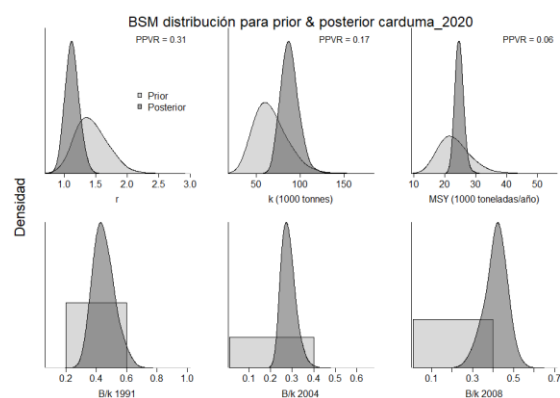 BSM distribución para prior & posterior carduma_2020
PPVR = 0.31
PPVR = 0.17
PPVR = 0.06
Prior
Posterior
Densidad
1.0 1.5 2.0 2.5 3.0
r
50 100 150
k (1000 tonnes)
10 20 30 40 50
MSY (1000 toneladas/año)
0.2 0.4 0.6 0.8 1.0
B/k 1991
0.1 0.2 0.3 0.4 0.6
B/k 2004
0.1 0.3 0.5 0.7
B/k 2008